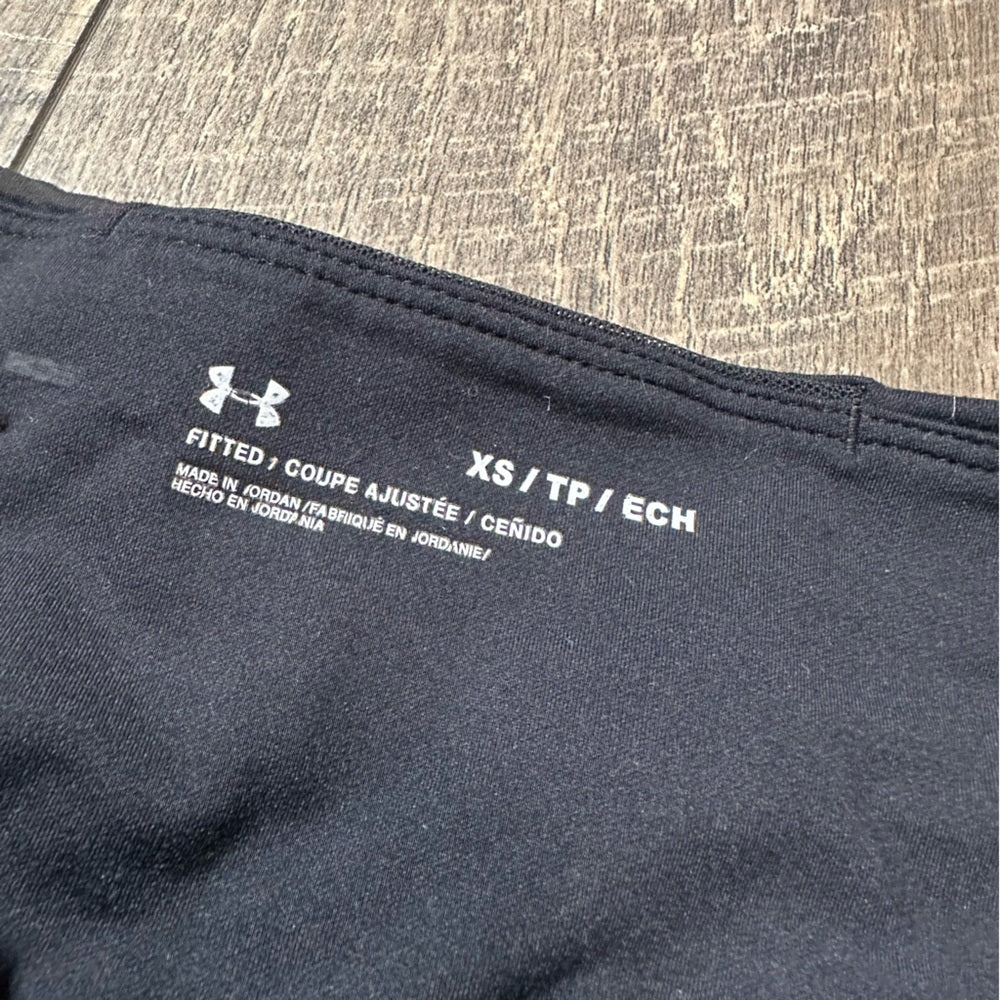 XS / TP / ECH
FITTED / COUPE AJUSTÉE / CEÑIDO
MADE IN JORDAN / FABRIQUÉ EN JORDANIE /
HECHO EN JORDANIA